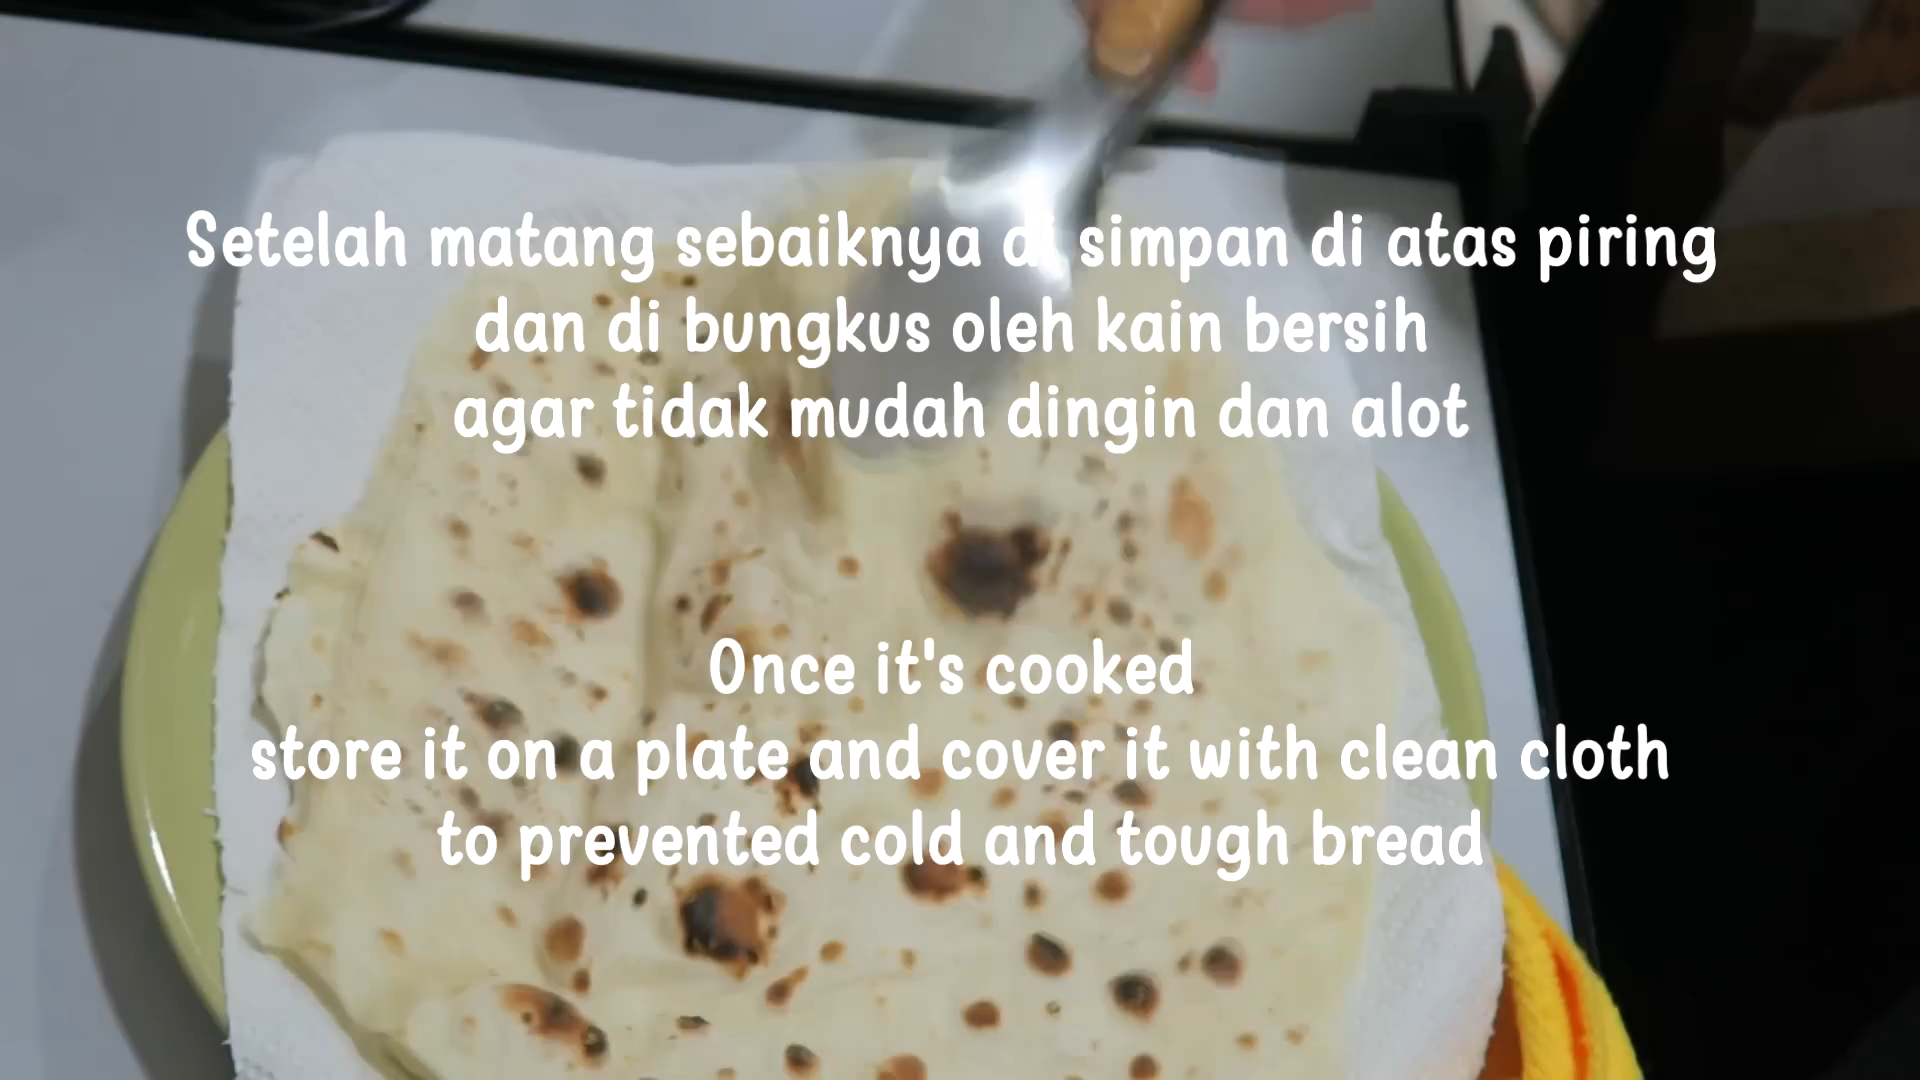 Setelah matang sebaiknya di simpan di atas piring
dan di bungkus oleh kain bersih
agar tidak mudah dingin dan alot
Once it's cooked
store it on a plate and cover it with clean cloth
to prevented cold and tough bread